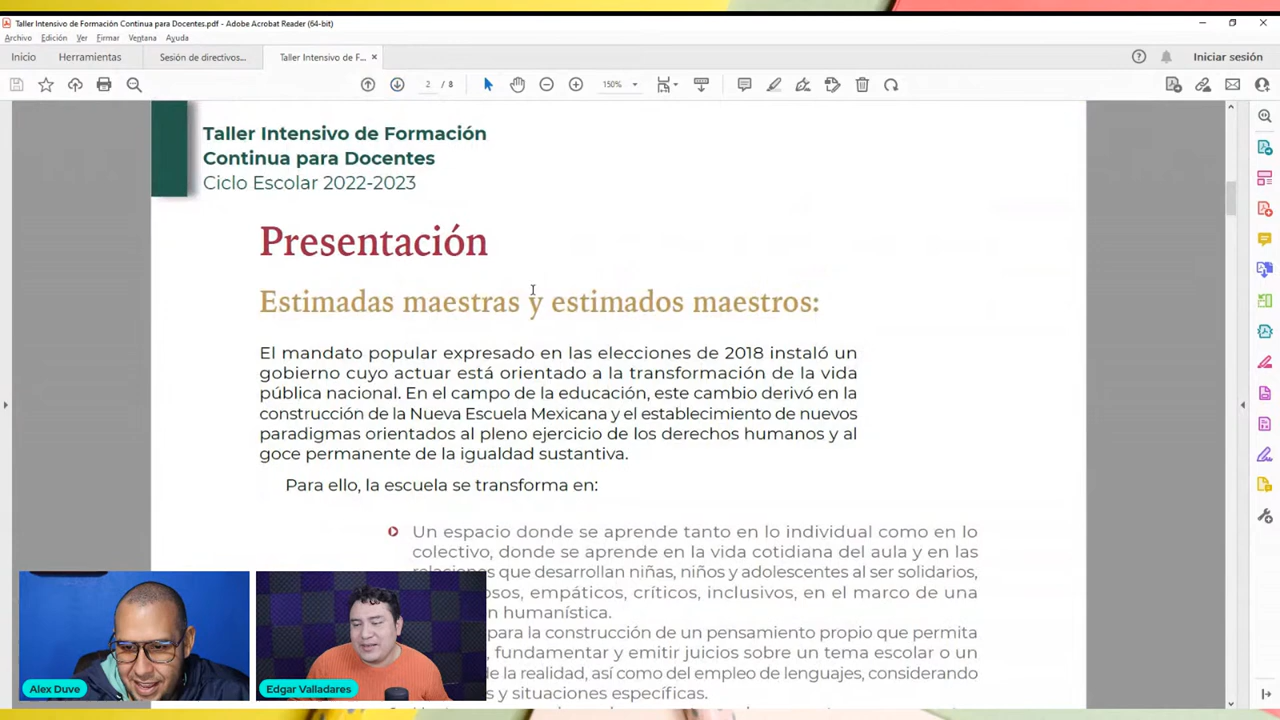 Taller Intensivo de Formación Continua para Docentes.pdf - Adobe Acrobat Reader (64-bit)
Archivo Edición Ver Firmar Ventana Ayuda
Inicio Herramientas Sesión de directivos... Taller Intensivo de F... × Iniciar sesión
2 / 8 150%
Taller Intensivo de Formación
Continua para Docentes
Ciclo Escolar 2022-2023
Presentación
Estimadas maestras y estimados maestros:
El mandato popular expresado en las elecciones de 2018 instaló un
gobierno cuyo actuar está orientado a la transformación de la vida
pública nacional. En el campo de la educación, este cambio derivó en la
construcción de la Nueva Escuela Mexicana y el establecimiento de nuevos
paradigmas orientados al pleno ejercicio de los derechos humanos y al
goce permanente de la igualdad sustantiva.
Para ello, la escuela se transforma en:
Un espacio donde se aprende tanto en lo individual como en lo
colectivo, donde se aprende en la vida cotidiana del aula y en las
que desarrollan niñas, niños y adolescentes al ser solidarios,
empáticos, críticos, inclusivos, en el marco de una
humanística.
para la construcción de un pensamiento propio que permita
fundamentar y emitir juicios sobre un tema escolar o un
de la realidad, así como del empleo de lenguajes, considerando
y situaciones específicas.
Alex Duve
Edgar Valladares